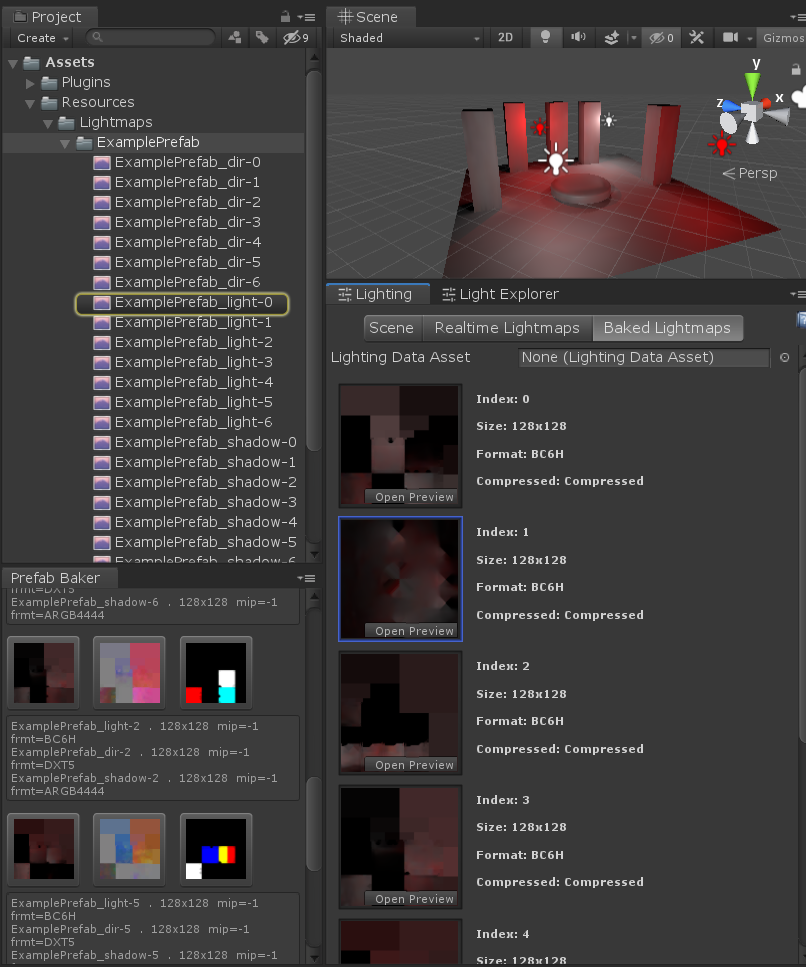 Project
Create
9
Assets
Plugins
Resources
Lightmaps
ExamplePrefab
ExamplePrefab_dir-0
ExamplePrefab_dir-1
ExamplePrefab_dir-2
ExamplePrefab_dir-3
ExamplePrefab_dir-4
ExamplePrefab_dir-5
ExamplePrefab_dir-6
ExamplePrefab_light-0
ExamplePrefab_light-1
ExamplePrefab_light-2
ExamplePrefab_light-3
ExamplePrefab_light-4
ExamplePrefab_light-5
ExamplePrefab_light-6
ExamplePrefab_shadow-0
ExamplePrefab_shadow-1
ExamplePrefab_shadow-2
ExamplePrefab_shadow-3
ExamplePrefab_shadow-4
ExamplePrefab_shadow-5
ExamplePrefab_shadow-6
Prefab Baker
frmt=DXT5
ExamplePrefab_shadow-6 . 128x128 mip=-1
frmt=ARGB4444
ExamplePrefab_light-2 . 128x128 mip=-1
frmt=BC6H
ExamplePrefab_dir-2 . 128x128 mip=-1
frmt=DXT5
ExamplePrefab_shadow-2 . 128x128 mip=-1
frmt=ARGB4444
ExamplePrefab_light-5 . 128x128 mip=-1
frmt=BC6H
ExamplePrefab_dir-5 . 128x128 mip=-1
frmt=DXT5
ExamplePrefab_shadow-5 . 128x128 mip=-1
Scene
Shaded 2D 0 Gizmos
y
x
z
Persp
Lighting Light Explorer
Scene Realtime Lightmaps Baked Lightmaps
Lighting Data Asset None (Lighting Data Asset)
Index: 0
Size: 128x128
Format: BC6H
Compressed: Compressed
Open Preview
Index: 1
Size: 128x128
Format: BC6H
Compressed: Compressed
Open Preview
Index: 2
Size: 128x128
Format: BC6H
Compressed: Compressed
Open Preview
Index: 3
Size: 128x128
Format: BC6H
Compressed: Compressed
Open Preview
Index: 4
Size: 128x128